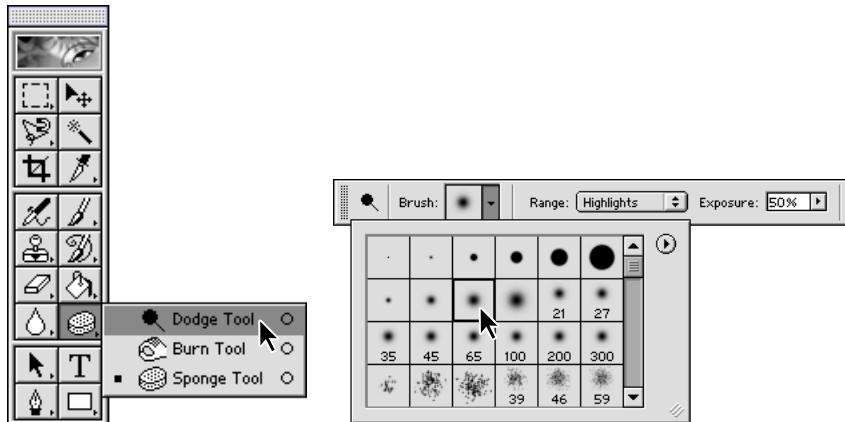 Brush:
Range: Highlights
Exposure: 50%
21 27
35 45 65 100 200 300
39 46 59
Dodge Tool O
Burn Tool O
Sponge Tool O
T